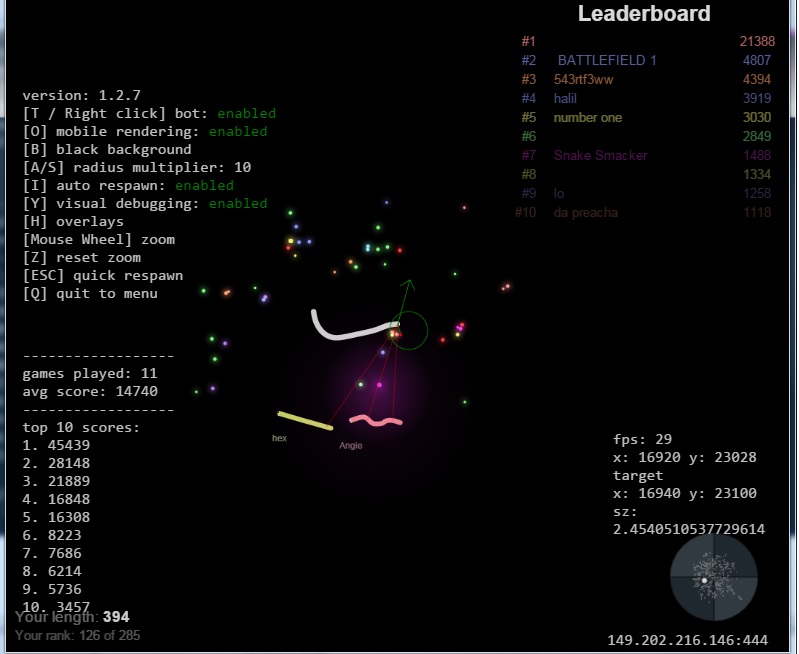 Leaderboard
#1 21388
#2 BATTLEFIELD 1 4807
#3 543rtf3ww 4394
#4 halil 3919
#5 number one 3030
#6 2849
#7 Snake Smacker 1488
#8 1334
#9 lo 1258
#10 da preacha 1118
version: 1.2.7
[T / Right click] bot: enabled
[O] mobile rendering: enabled
[B] black background
[A/S] radius multiplier: 10
[I] auto respawn: enabled
[Y] visual debugging: enabled
[H] overlays
[Mouse Wheel] zoom
[Z] reset zoom
[ESC] quick respawn
[Q] quit to menu
------------------
games played: 11
avg score: 14740
------------------
top 10 scores:
1. 45439
2. 28148
3. 21889
4. 16848
5. 16308
6. 8223
7. 7686
8. 6214
9. 5736
10. 3457
Your length: 394
Your rank: 126 of 285
hex
Angie
fps: 29
x: 16920 y: 23028
target
x: 16940 y: 23100
sz:
2.4540510537729614
149.202.216.146:444